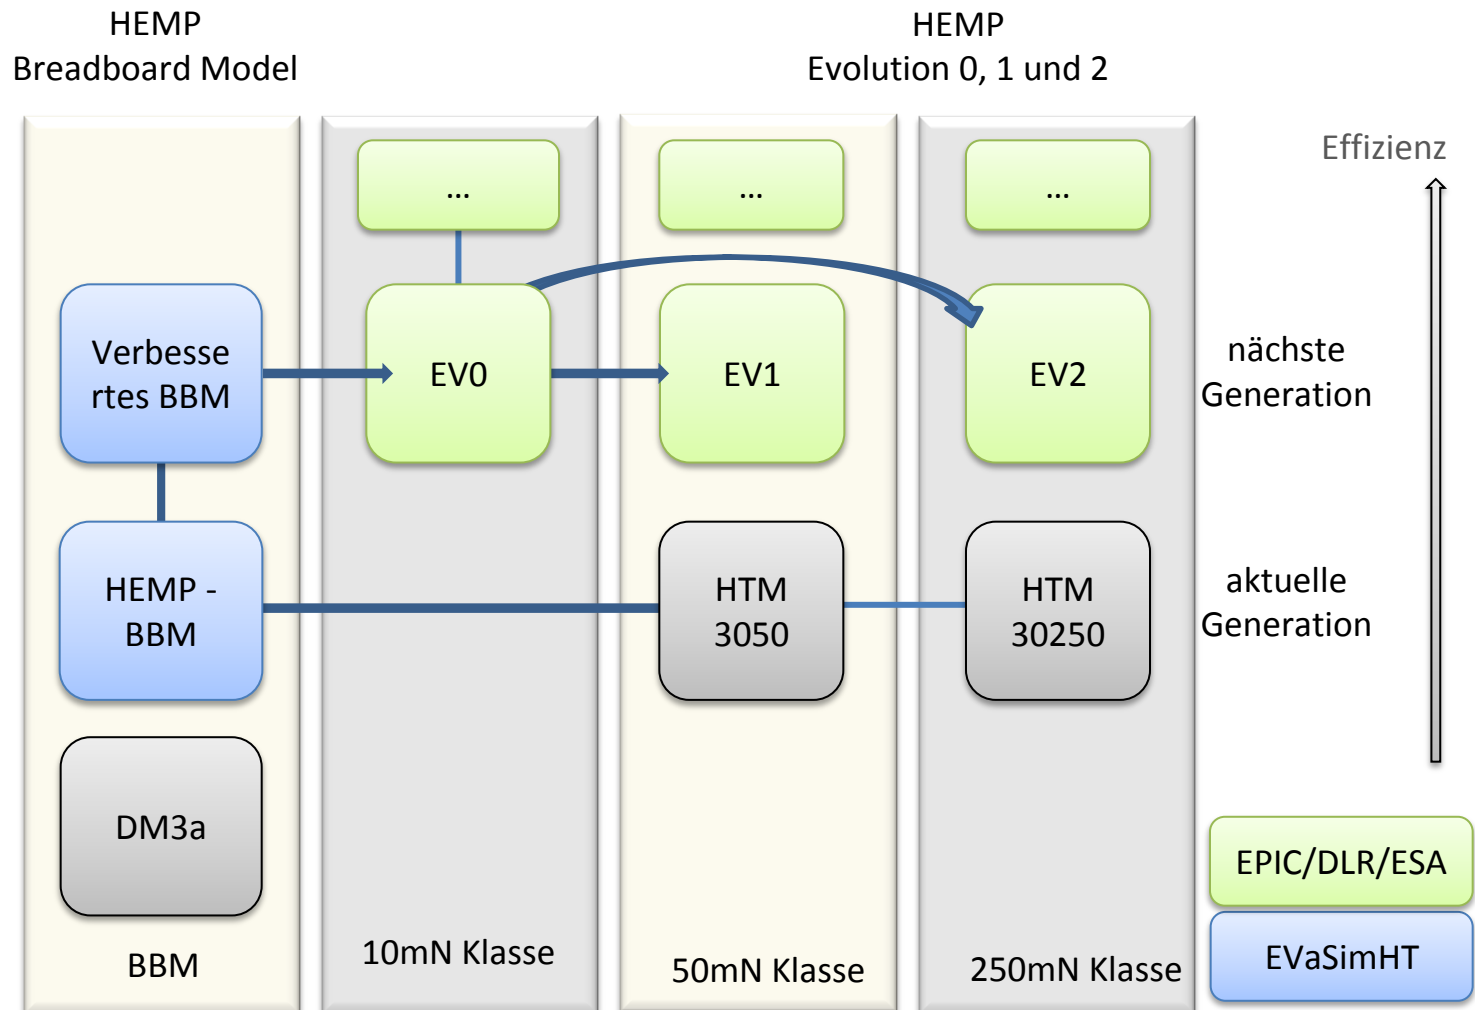 HEMP
Breadboard Model
HEMP
Evolution 0, 1 und 2
Effizienz
...
...
...
Verbesse
rtes BBM
EV0
EV1
EV2
nächste
Generation
HEMP -
BBM
HTM
3050
HTM
30250
aktuelle
Generation
DM3a
BBM
10mN Klasse
50mN Klasse
250mN Klasse
EPIC/DLR/ESA
EVaSimHT